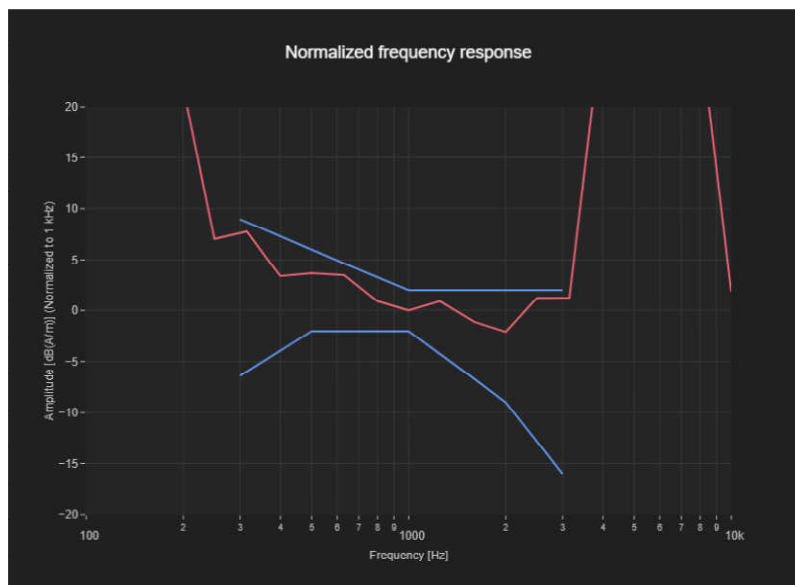 Normalized frequency response
Amplitude [dB(A/m)] (Normalized to 1 kHz)
20
15
10
5
0
−5
−10
−15
−20
100 2 3 4 5 6 7 8 9 1000 2 3 4 5 6 7 8 9 10k
Frequency [Hz]